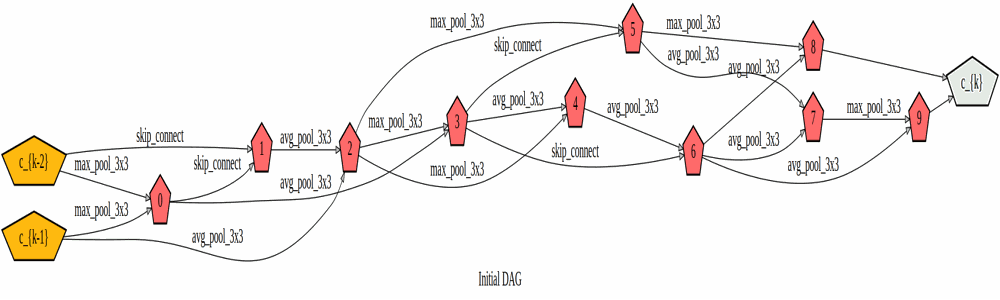 max_pool_3x3
max_pool_3x3
skip_connect
avg_pool_3x3
5
8
c_{k}
avg_pool_3x3
max_pool_3x3
avg_pool_3x3
4
avg_pool_3x3
max_pool_3x3
3
7
9
skip_connect
avg_pool_3x3
1
2
6
avg_pool_3x3
c_{k-2}
max_pool_3x3
skip_connect
max_pool_3x3
skip_connect
avg_pool_3x3
avg_pool_3x3
0
max_pool_3x3
c_{k-1}
avg_pool_3x3
Initial DAG